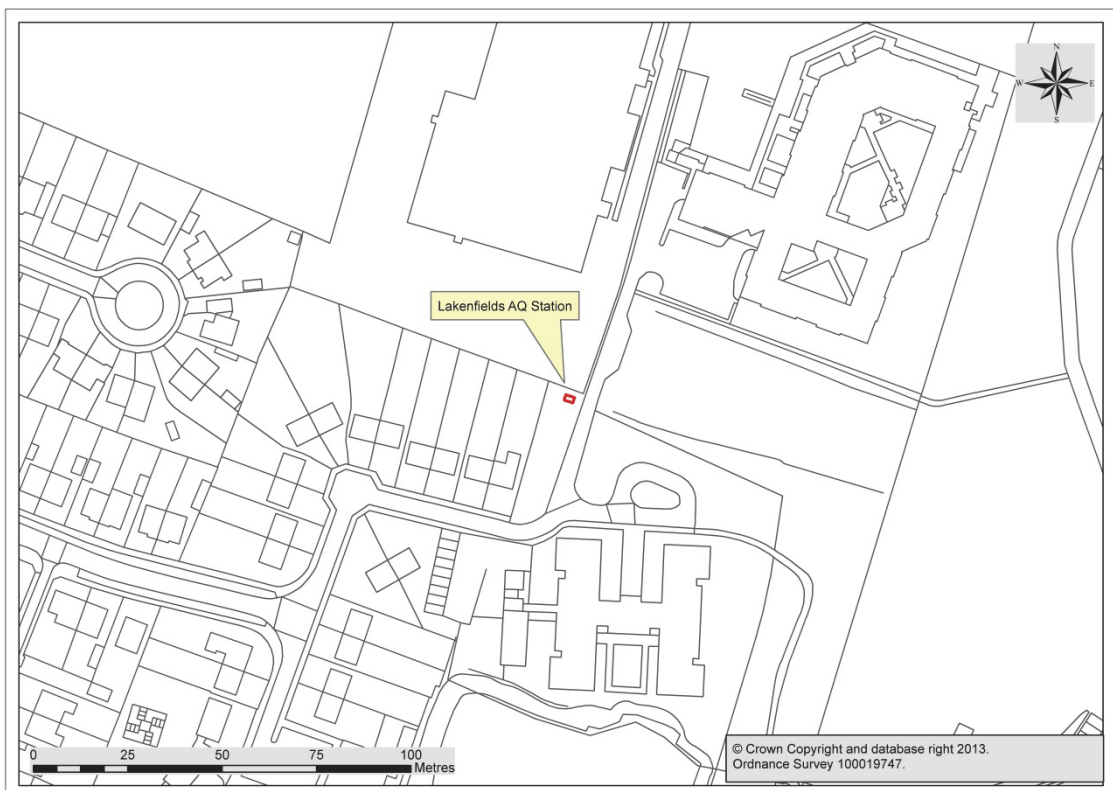 N
W E
S
Lakenfields AQ Station
0 25 50 75 100
Metres
© Crown Copyright and database right 2013.
Ordnance Survey 100019747.